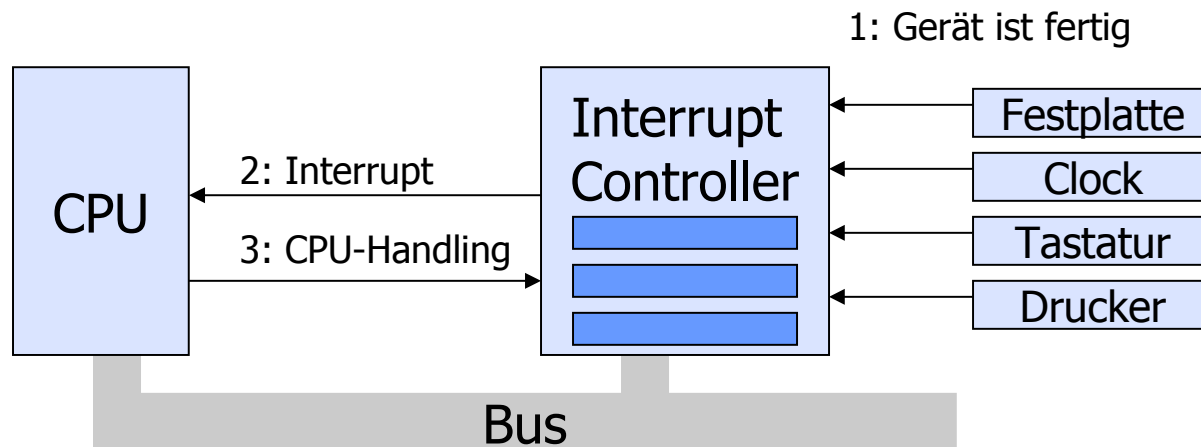 1: Gerät ist fertig
Interrupt
Controller
Festplatte
Clock
Tastatur
Drucker
2: Interrupt
CPU
3: CPU-Handling
Bus